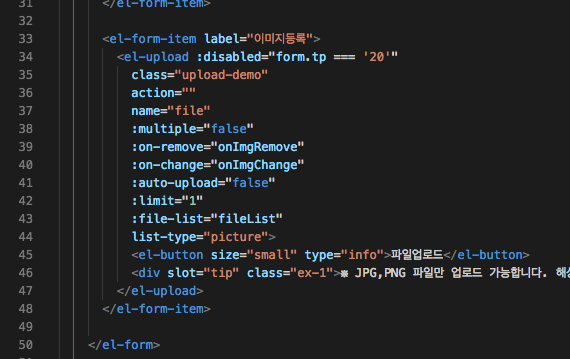 31 </el-form-item>
32
33 <el-form-item label="이미지등록">
34 <el-upload :disabled="form.tp === '20'"
35 class="upload-demo"
36 action=""
37 name="file"
38 :multiple="false"
39 :on-remove="onImgRemove"
40 :on-change="onImgChange"
41 :auto-upload="false"
42 :limit="1"
43 :file-list="fileList"
44 list-type="picture">
45 <el-button size="small" type="info">파일업로드</el-button>
46 <div slot="tip" class="ex-1">※ JPG,PNG 파일만 업로드 가능합니다. 해상
47 </el-upload>
48 </el-form-item>
49
50 </el-form>